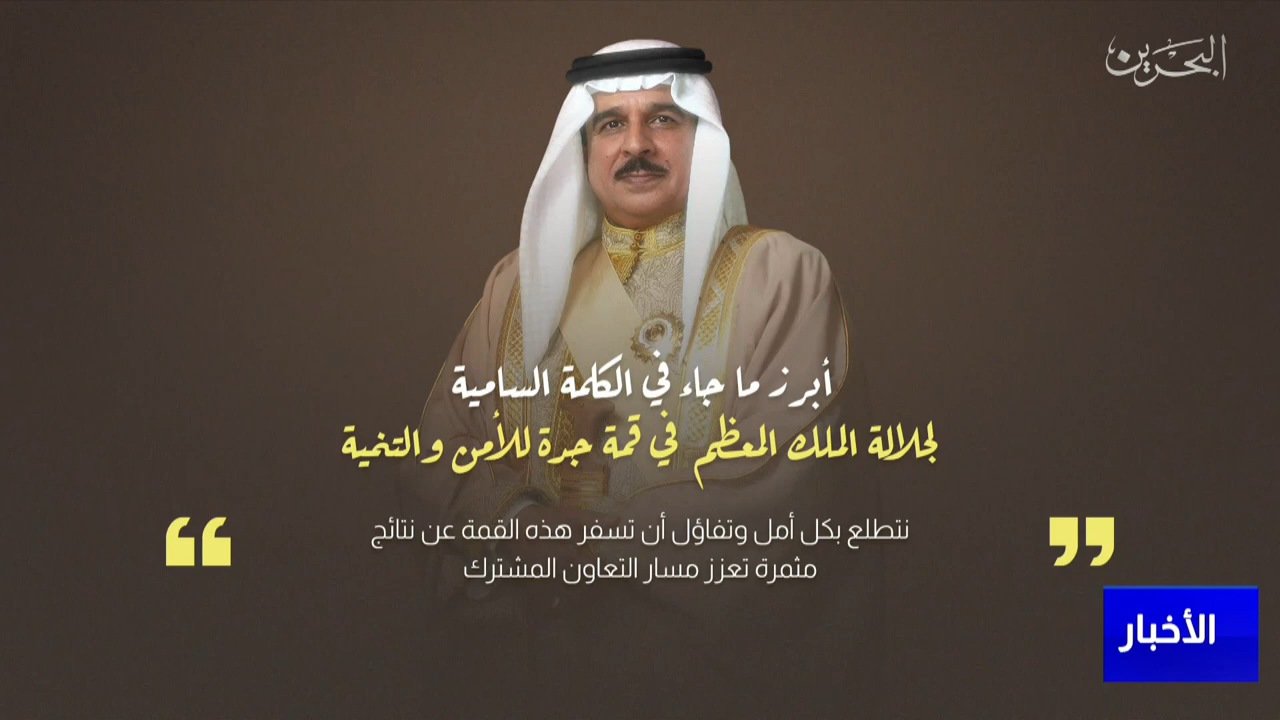 البحرين
أبرز ما جاء في الكلمة السامية
لجلالة الملك المعظم في قمة جدة للأمن والتنمية
نتطلع بكل أمل وتفاؤل أن تسفر هذه القمة عن نتائج
مثمرة تعزز مسار التعاون المشترك
الأخبار